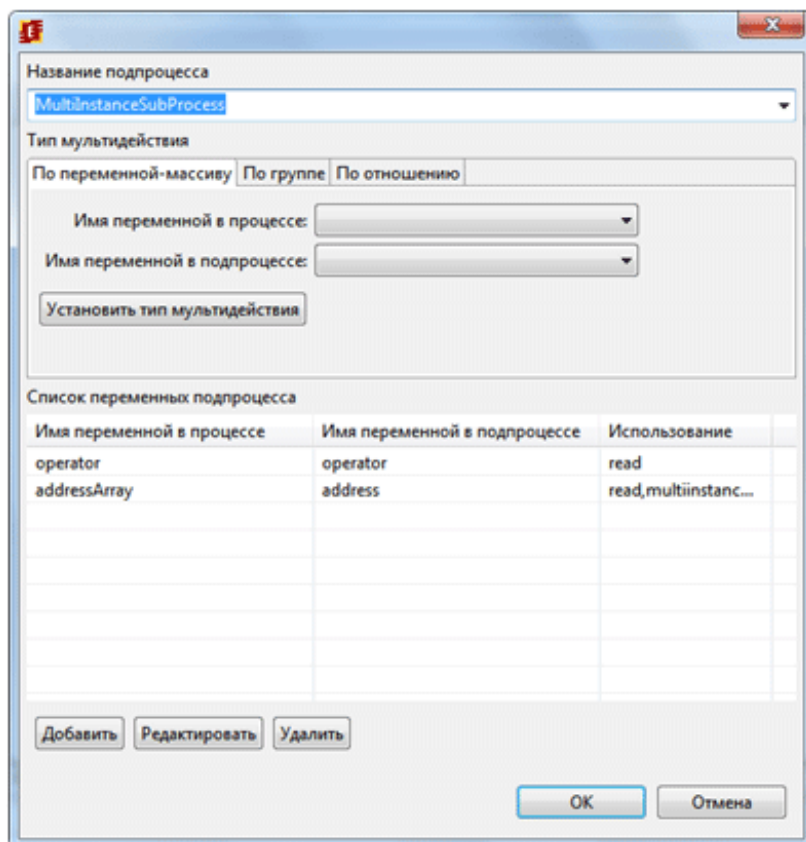 Название подпроцесса
MultiInstanceSubProcess
Тип мультидействия
По переменной-массиву По группе По отношению
Имя переменной в процессе:
Имя переменной в подпроцессе:
Установить тип мультидействия
Список переменных подпроцесса
Имя переменной в процессе Имя переменной в подпроцессе Использование
operator operator read
addressArray address read,multiinstanc...
Добавить Редактировать Удалить
OK Отмена